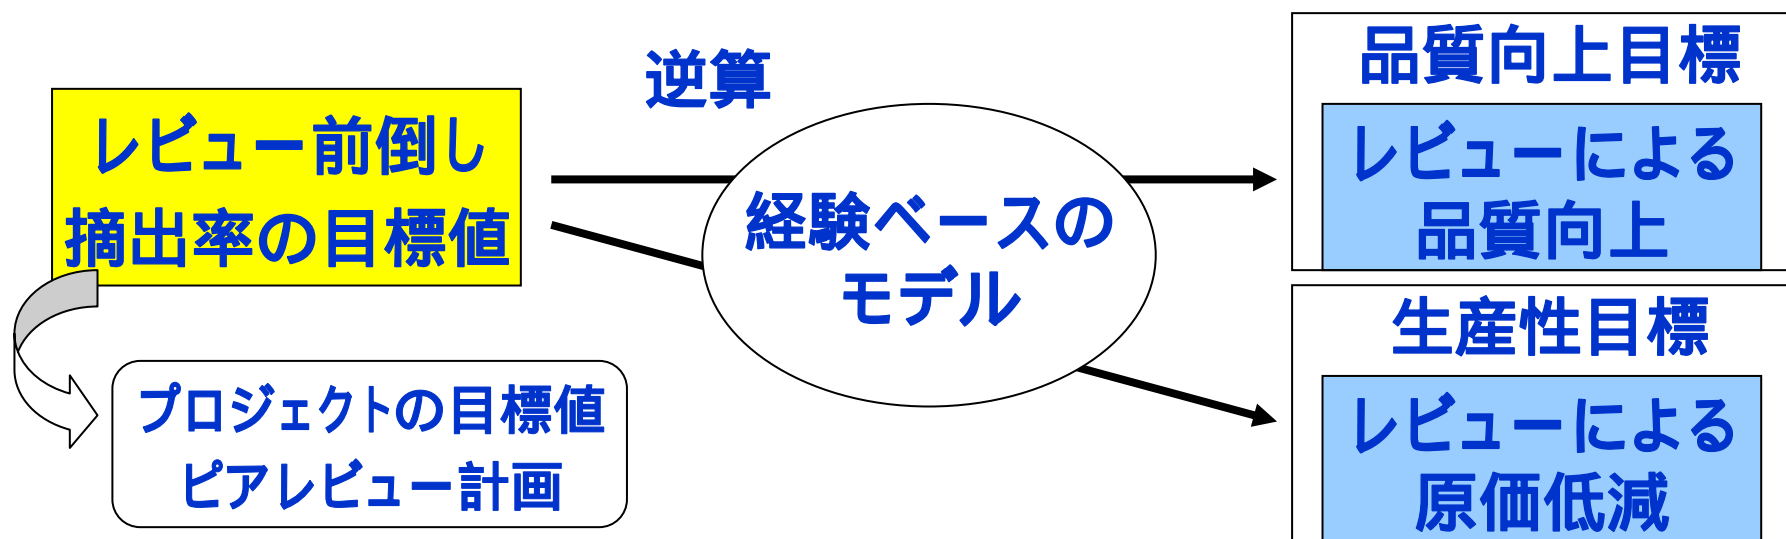 レビュー前倒し
摘出率の目標値
プロジェクトの目標値
ピアレビュー計画
逆算
経験ベースの
モデル
品質向上目標
レビューによる
品質向上
生産性目標
レビューによる
原価低減